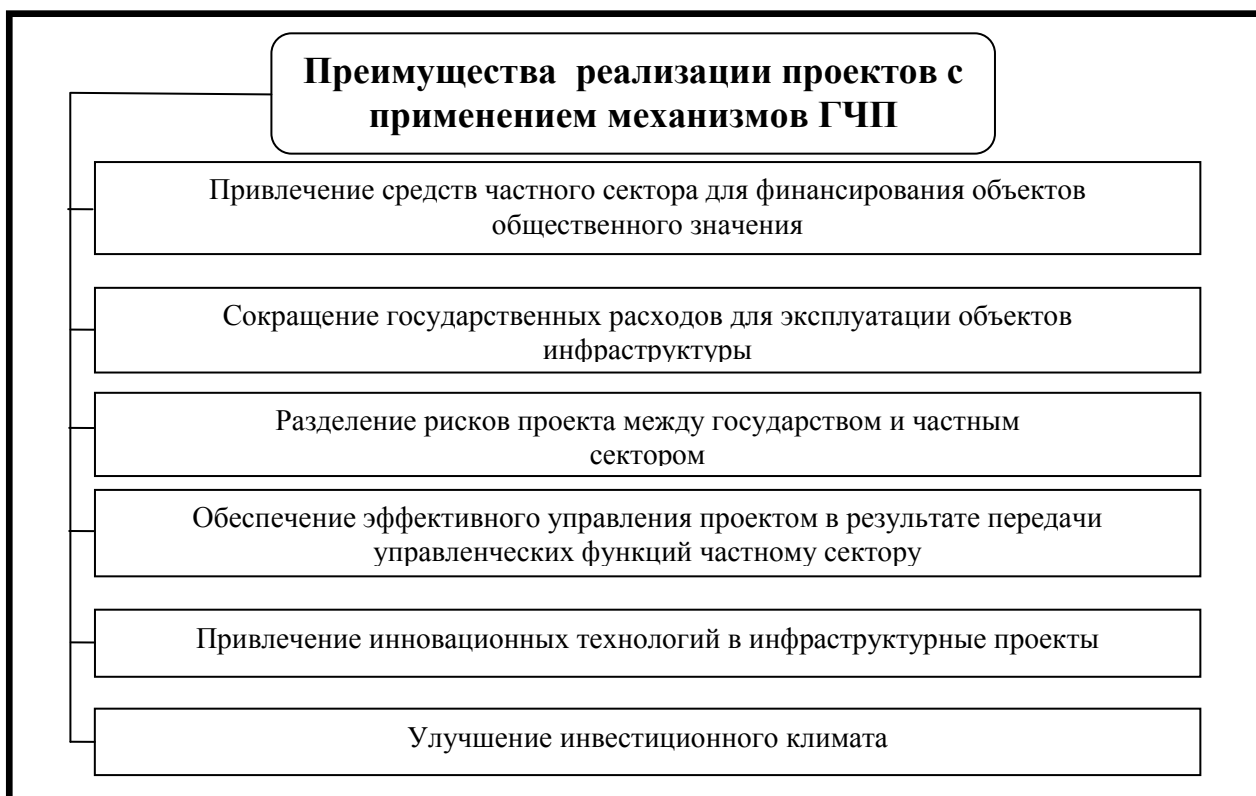 Преимущества реализации проектов с
применением механизмов ГЧП
Привлечение средств частного сектора для финансирования объектов
общественного значения
Сокращение государственных расходов для эксплуатации объектов
инфраструктуры
Разделение рисков проекта между государством и частным
сектором
Обеспечение эффективного управления проектом в результате передачи
управленческих функций частному сектору
Привлечение инновационных технологий в инфраструктурные проекты
Улучшение инвестиционного климата